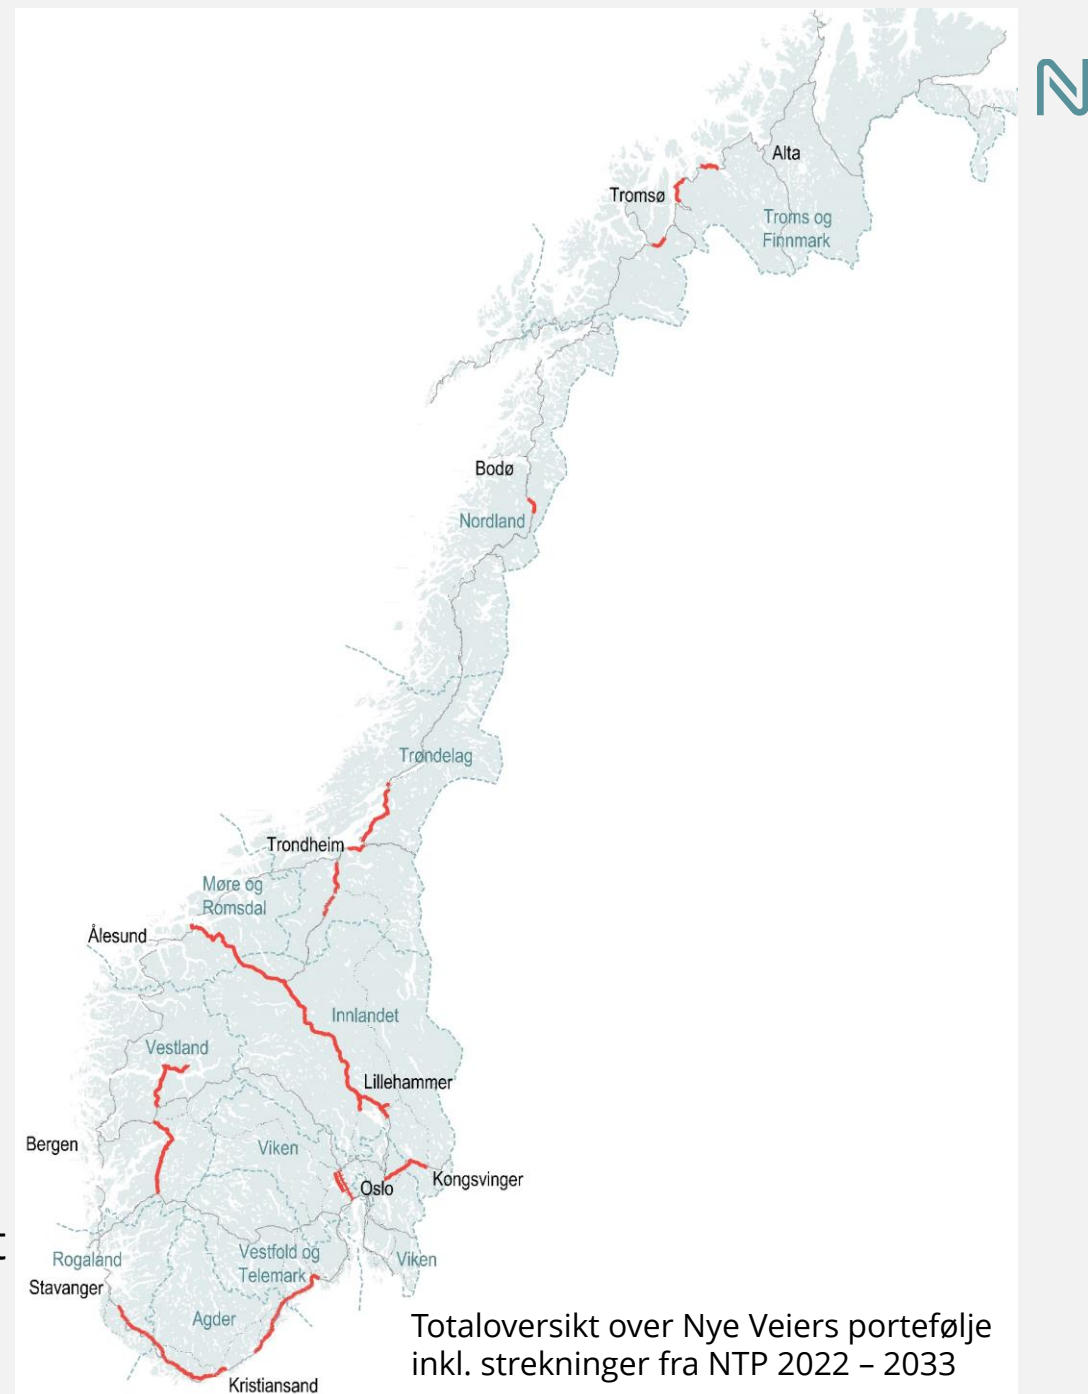 N
Alta
Tromsø
Troms og
Finnmark
Bodø
Nordland
Trøndelag
Trondheim
Møre og
Romsdal
Ålesund
Innlandet
Vestland
Lillehammer
Bergen
Viken
Kongsvinger
Oslo
t
Rogaland
Vestfold og
Telemark
Viken
Stavanger
Agder
Kristiansand
Totaloversikt over Nye Veiers portefølje
inkl. strekninger fra NTP 2022 – 2033